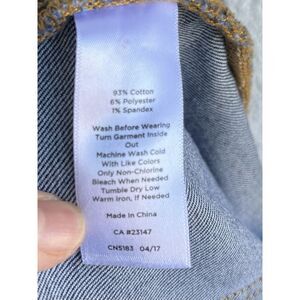 93% Cotton
6% Polyester
1% Spandex
Wash Before Wearing
Turn Garment Inside
Out
Machine Wash Cold
With Like Colors
Only Non-Chlorine
Bleach When Needed
Tumble Dry Low
Warm Iron, if Needed
Made in China
CA #23147
CNS183 04/17